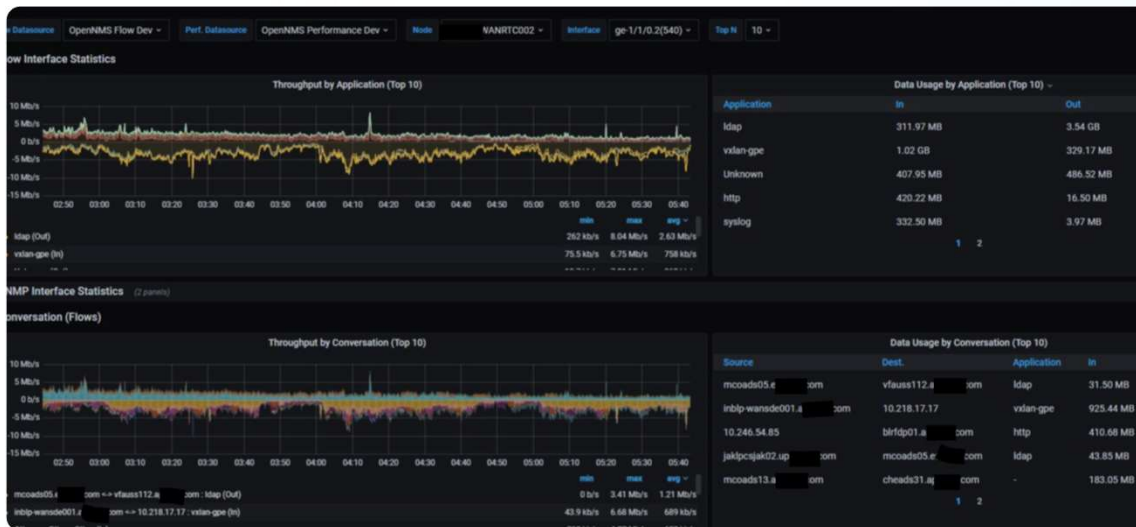 Datasource OpenNMS Flow Dev Perf. Datasource OpenNMS Performance Dev Node WANRTC002 Interface ge-1/1/0.2(540) Top N 10
ow Interface Statistics
Throughput by Application (Top 10)
10 Mb/s
5 Mb/s
0 b/s
-5 Mb/s
-10 Mb/s
-15 Mb/s
02:50 03:00 03:10 03:20 03:30 03:40 03:50 04:00 04:10 04:20 04:30 04:40 04:50 05:00 05:10 05:20 05:30 05:40
min max avg
ldap (Out) 262 kb/s 8.04 Mb/s 2.63 Mb/s
vxlan-gpe (In) 75.5 kb/s 6.75 Mb/s 758 kb/s
Data Usage by Application (Top 10)
Application In Out
ldap 311.97 MB 3.54 GB
vxlan-gpe 1.02 GB 329.17 MB
Unknown 407.95 MB 486.52 MB
http 420.22 MB 16.50 MB
syslog 332.50 MB 3.97 MB
1 2
NMP Interface Statistics (2 panels)
onversation (Flows)
Throughput by Conversation (Top 10)
10 Mb/s
5 Mb/s
0 b/s
-5 Mb/s
-10 Mb/s
-15 Mb/s
02:50 03:00 03:10 03:20 03:30 03:40 03:50 04:00 04:10 04:20 04:30 04:40 04:50 05:00 05:10 05:20 05:30 05:40
min max avg
mcoads05.e com <-> vfauss112.a com : ldap (Out) 0 b/s 3.41 Mb/s 1.21 Mb/s
inblp-wansde001.a com <-> 10.218.17.17 : vxlan-gpe (In) 43.9 kb/s 6.68 Mb/s 689 kb/s
Data Usage by Conversation (Top 10)
Source Dest. Application In
mcoads05.e com vfauss112.a com ldap 31.50 MB
inblp-wansde001.a com 10.218.17.17 vxlan-gpe 925.44 MB
10.246.54.85 blrfdp01.a com http 410.68 MB
jaklpcsjak02.up com mcoads05.e com ldap 43.85 MB
mcoads13.a com cheads31.a com - 183.05 MB
1 2